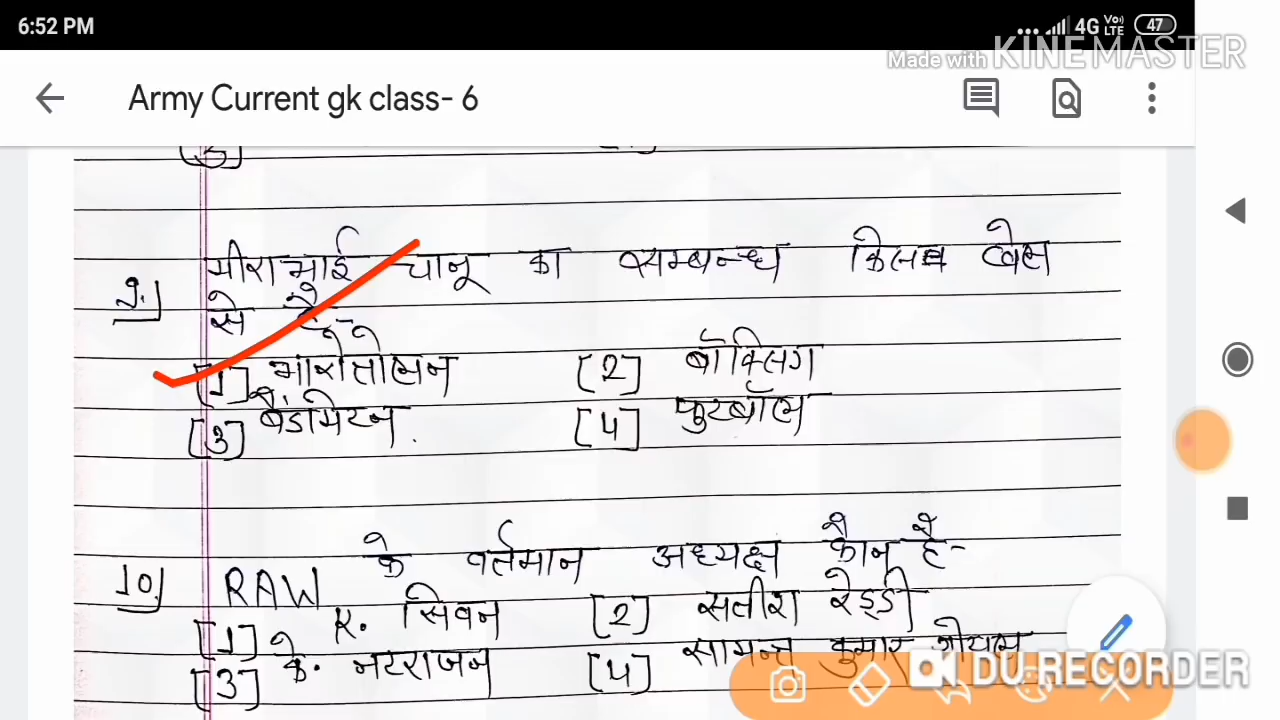 6:52 PM
4G Vo) LTE 47
Made with KINEMASTER
Army Current gk class- 6
9. मीराभाई चानू का सम्बन्ध किस खेल
से है-
[1] भारोत्तोलन [2] बॉक्सिग
[3] बैडमिंटन. [4] फुटबॉल
10. RAW के वर्तमान अध्यक्ष कौन है-
[1] K. सिवन [2] सतीश रेड्डी
[3] के. नटराजन [4] सामन्त कुमार गोयल
DU RECORDER